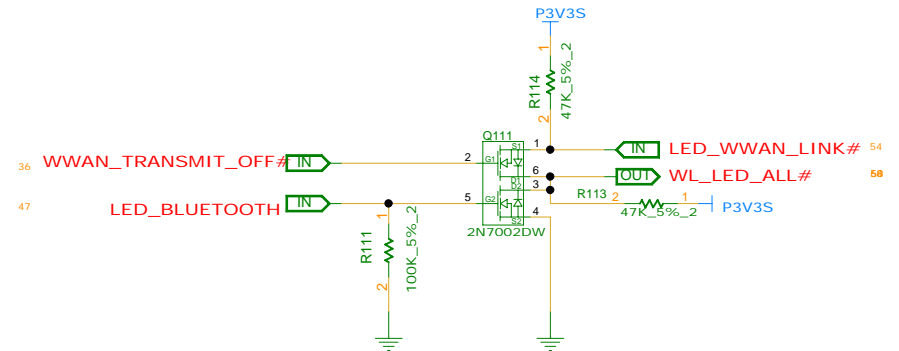 P3V3S
1
R114
47K_5%_2
2
Q111
S1
1
IN
LED_WWAN_LINK#
54
36
WWAN_TRANSMIT_OFF#
IN
2
G1
D1
6
OUT
WL_LED_ALL#
D2
3
R113
2
1
47K_5%_2
P3V3S
47
LED_BLUETOOTH
IN
5
G2
S2
4
2N7002DW
1
R111
100K_5%_2
2